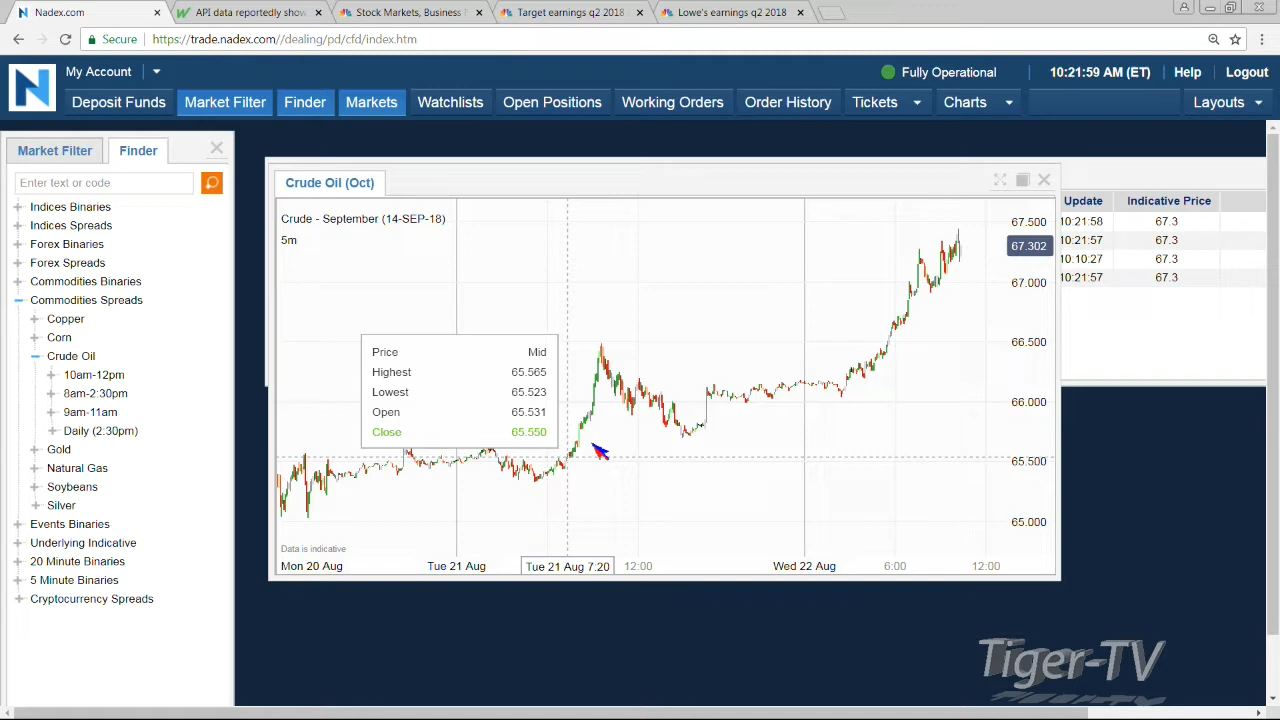 Nadex.com
API data reportedly show
Stock Markets, Business N
Target earnings q2 2018
Lowe's earnings q2 2018
Secure
https://trade.nadex.com//dealing/pd/cfd/index.htm
N
My Account
Fully Operational
10:21:59 AM (ET)
Help
Logout
Deposit Funds
Market Filter
Finder
Markets
Watchlists
Open Positions
Working Orders
Order History
Tickets
Charts
Layouts
Market Filter
Finder
Enter text or code
Indices Binaries
Indices Spreads
Forex Binaries
Forex Spreads
Commodities Binaries
Commodities Spreads
Copper
Corn
Crude Oil
10am-12pm
8am-2:30pm
9am-11am
Daily (2:30pm)
Gold
Natural Gas
Soybeans
Silver
Events Binaries
Underlying Indicative
20 Minute Binaries
5 Minute Binaries
Cryptocurrency Spreads
Crude Oil (Oct)
Crude - September (14-SEP-18)
5m
Price Mid
Highest 65.565
Lowest 65.523
Open 65.531
Close 65.550
67.500
67.302
67.000
66.500
66.000
65.500
65.000
Data is indicative
Mon 20 Aug
Tue 21 Aug
Tue 21 Aug 7:20
12:00
Wed 22 Aug
6:00
12:00
Update Indicative Price
10:21:58 67.3
10:21:57 67.3
10:10:27 67.3
10:21:57 67.3
Tiger-TV